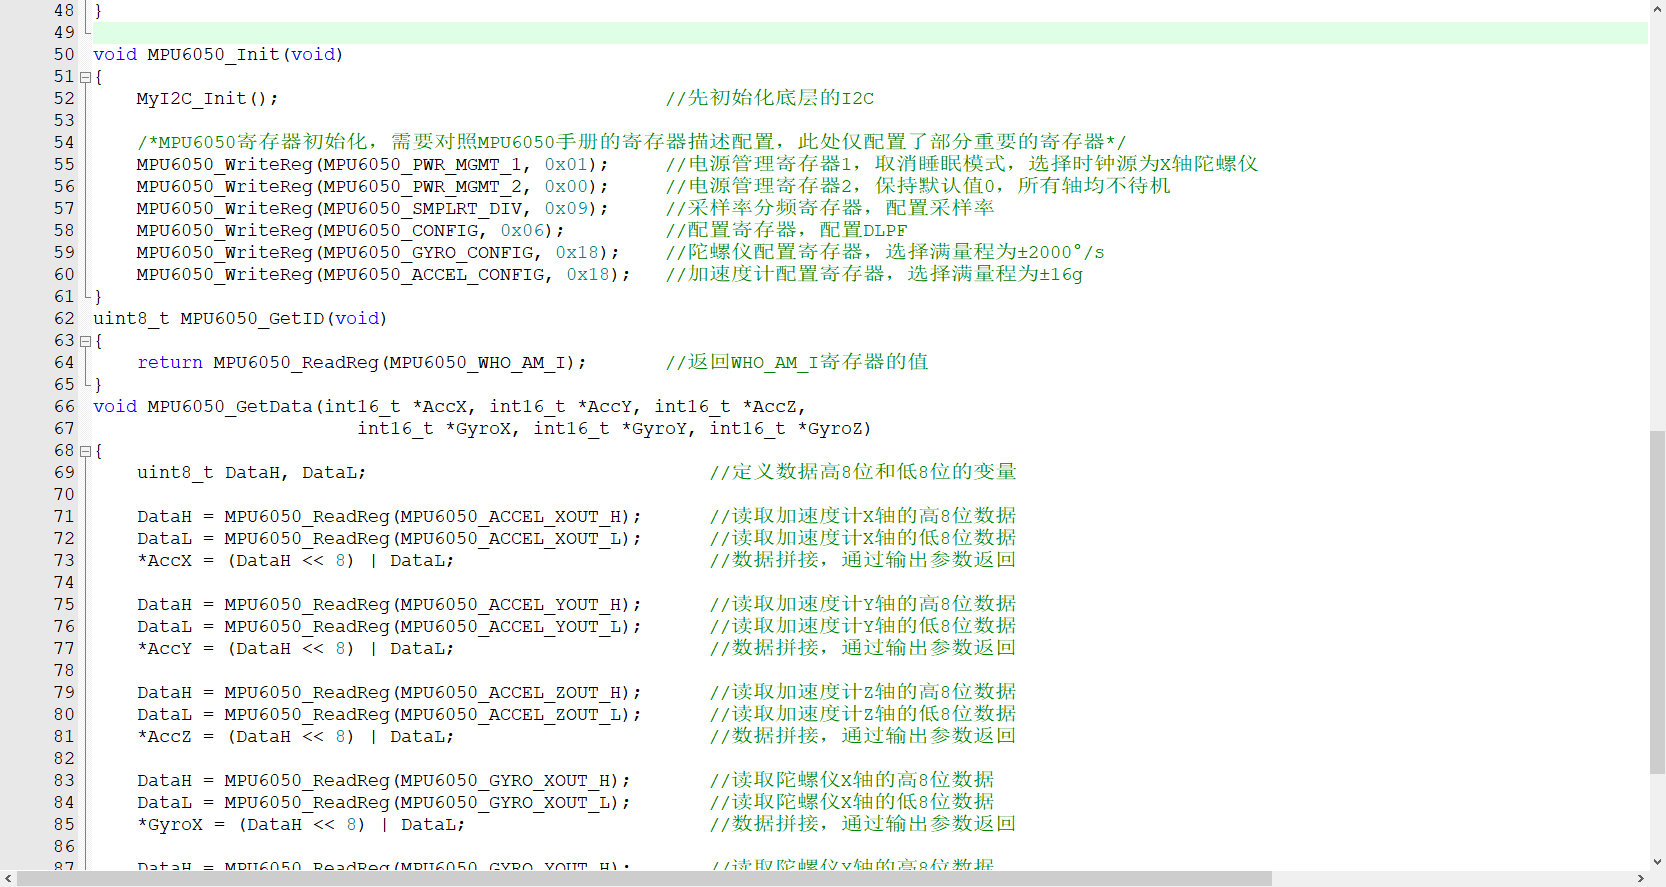 48 }
49
50 void MPU6050_Init(void)
51 {
52 MyI2C_Init(); //先初始化底层的I2C
53
54 /*MPU6050寄存器初始化，需要对照MPU6050手册的寄存器描述配置，此处仅配置了部分重要的寄存器*/
55 MPU6050_WriteReg(MPU6050_PWR_MGMT_1, 0x01); //电源管理寄存器1，取消睡眠模式，选择时钟源为X轴陀螺仪
56 MPU6050_WriteReg(MPU6050_PWR_MGMT_2, 0x00); //电源管理寄存器2，保持默认值0，所有轴均不待机
57 MPU6050_WriteReg(MPU6050_SMPLRT_DIV, 0x09); //采样率分频寄存器，配置采样率
58 MPU6050_WriteReg(MPU6050_CONFIG, 0x06); //配置寄存器，配置DLPF
59 MPU6050_WriteReg(MPU6050_GYRO_CONFIG, 0x18); //陀螺仪配置寄存器，选择满量程为±2000°/s
60 MPU6050_WriteReg(MPU6050_ACCEL_CONFIG, 0x18); //加速度计配置寄存器，选择满量程为±16g
61 }
62 uint8_t MPU6050_GetID(void)
63 {
64 return MPU6050_ReadReg(MPU6050_WHO_AM_I); //返回WHO_AM_I寄存器的值
65 }
66 void MPU6050_GetData(int16_t *AccX, int16_t *AccY, int16_t *AccZ,
67 int16_t *GyroX, int16_t *GyroY, int16_t *GyroZ)
68 {
69 uint8_t DataH, DataL; //定义数据高8位和低8位的变量
70
71 DataH = MPU6050_ReadReg(MPU6050_ACCEL_XOUT_H); //读取加速度计X轴的高8位数据
72 DataL = MPU6050_ReadReg(MPU6050_ACCEL_XOUT_L); //读取加速度计X轴的低8位数据
73 *AccX = (DataH << 8) | DataL; //数据拼接，通过输出参数返回
74
75 DataH = MPU6050_ReadReg(MPU6050_ACCEL_YOUT_H); //读取加速度计Y轴的高8位数据
76 DataL = MPU6050_ReadReg(MPU6050_ACCEL_YOUT_L); //读取加速度计Y轴的低8位数据
77 *AccY = (DataH << 8) | DataL; //数据拼接，通过输出参数返回
78
79 DataH = MPU6050_ReadReg(MPU6050_ACCEL_ZOUT_H); //读取加速度计Z轴的高8位数据
80 DataL = MPU6050_ReadReg(MPU6050_ACCEL_ZOUT_L); //读取加速度计Z轴的低8位数据
81 *AccZ = (DataH << 8) | DataL; //数据拼接，通过输出参数返回
82
83 DataH = MPU6050_ReadReg(MPU6050_GYRO_XOUT_H); //读取陀螺仪X轴的高8位数据
84 DataL = MPU6050_ReadReg(MPU6050_GYRO_XOUT_L); //读取陀螺仪X轴的低8位数据
85 *GyroX = (DataH << 8) | DataL; //数据拼接，通过输出参数返回
86
87 DataH = MPU6050_ReadReg(MPU6050_GYRO_YOUT_H); //读取陀螺仪Y轴的高8位数据